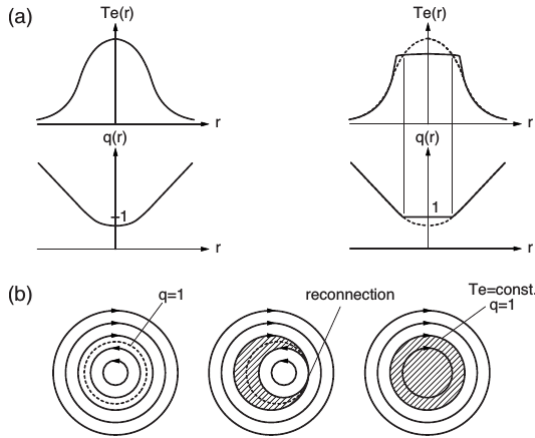 (a)
Te(r)
r
q(r)
1
r
Te(r)
r
q(r)
1
r
(b)
q=1
reconnection
Te=const.
q=1